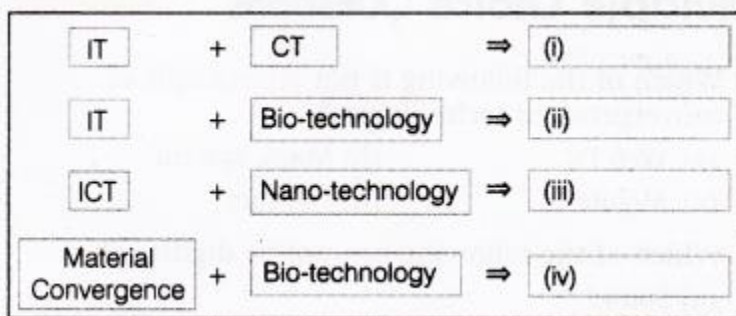 IT + CT ⇒ (i)
IT + Bio-technology ⇒ (ii)
ICT + Nano-technology ⇒ (iii)
Material
Convergence + Bio-technology ⇒ (iv)